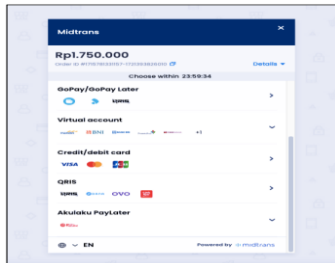 Midtrans
×
Rp1.750.000
Details
Choose within 23:59:34
GoPay/GoPay Later
Virtual account
BNI
Credit/debit card
VISA
QRIS
OVO
Akulaku PayLater
EN
Powered by midtrans